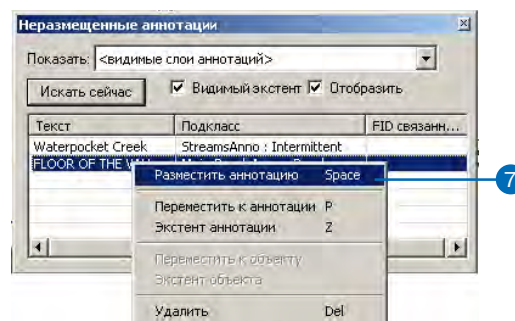 Неразмещенные аннотации
Показать: <видимые слои аннотаций>
Искать сейчас Видимый экстент Отобразить
Текст Подкласс FID связанн...
Waterpocket Creek StreamsAnno : Intermittent
FLOOR OF THE
Разместить аннотацию Space
7
Переместить к аннотации P
Экстент аннотации Z
Переместить к объекту
Экстент объекта
Удалить Del